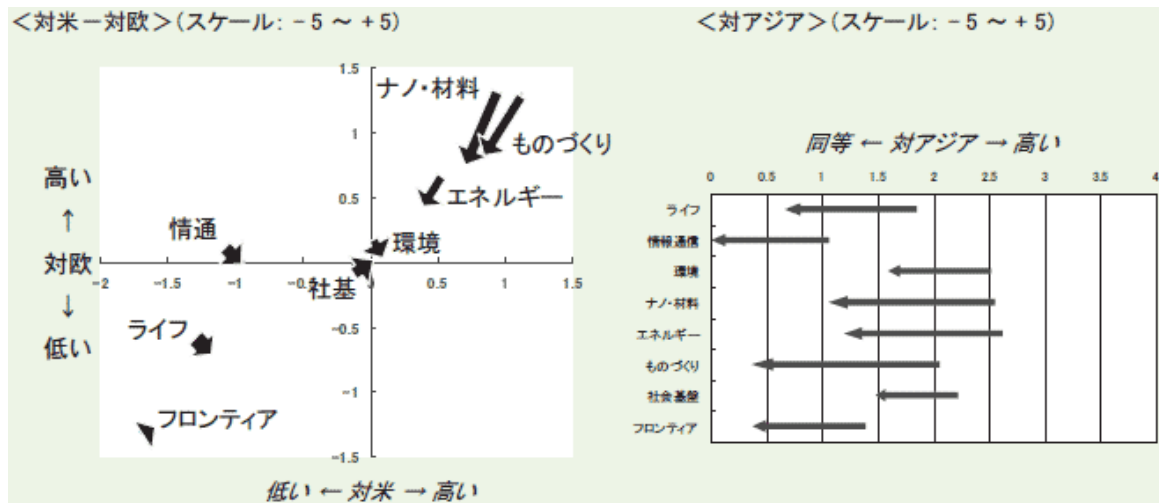 ＜対米－対欧＞(スケール: －5 ～ ＋5)
＜対アジア＞(スケール: －5 ～ ＋5)
1.5
ナノ・材料
1
ものづくり
高い
↑
対欧
↓
低い
0.5
エネルギー
情通
環境
0
-2
-1.5
-1
-0.5
0
0.5
1
1.5
社基
-0.5
ライフ
-1
フロンティア
-1.5
低い ← 対米 → 高い
同等 ← 対アジア → 高い
0 0.5 1 1.5 2 2.5 3 3.5 4
ライフ
情報通信
環境
ナノ・材料
エネルギー
ものづくり
社会基盤
フロンティア